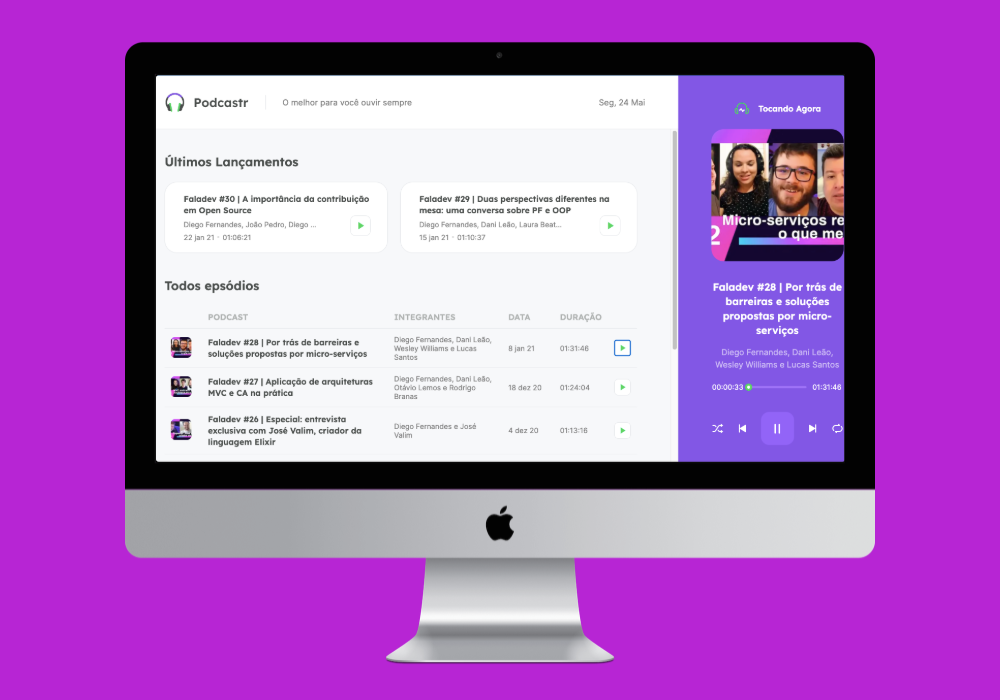 Podcastr
O melhor para você ouvir sempre
Seg, 24 Mai
Últimos Lançamentos
Faladev #30 | A importância da contribuição
em Open Source
Diego Fernandes, João Pedro, Diego ...
22 jan 21 · 01:06:21
Faladev #29 | Duas perspectivas diferentes na
mesa: uma conversa sobre PF e OOP
Diego Fernandes, Dani Leão, Laura Beat...
15 jan 21 · 01:10:37
Todos epsódios
PODCAST INTEGRANTES DATA DURAÇÃO
Faladev #28 | Por trás de barreiras e
soluções propostas por micro-serviços
Diego Fernandes, Dani Leão,
Wesley Williams e Lucas
Santos
8 jan 21
01:31:46
Faladev #27 | Aplicação de arquiteturas
MVC e CA na prática
Diego Fernandes, Dani Leão,
Otávio Lemos e Rodrigo
Branas
18 dez 20
01:24:04
Faladev #26 | Especial: entrevista
exclusiva com José Valim, criador da
linguagem Elixir
Diego Fernandes e José
Valim
4 dez 20
01:13:16
Tocando Agora
Micro-serviços re
2 o que me
Faladev #28 | Por trás de
barreiras e soluções
propostas por micro-
serviços
Diego Fernandes, Dani Leão,
Wesley Williams e Lucas Santos
00:00:33 01:31:46